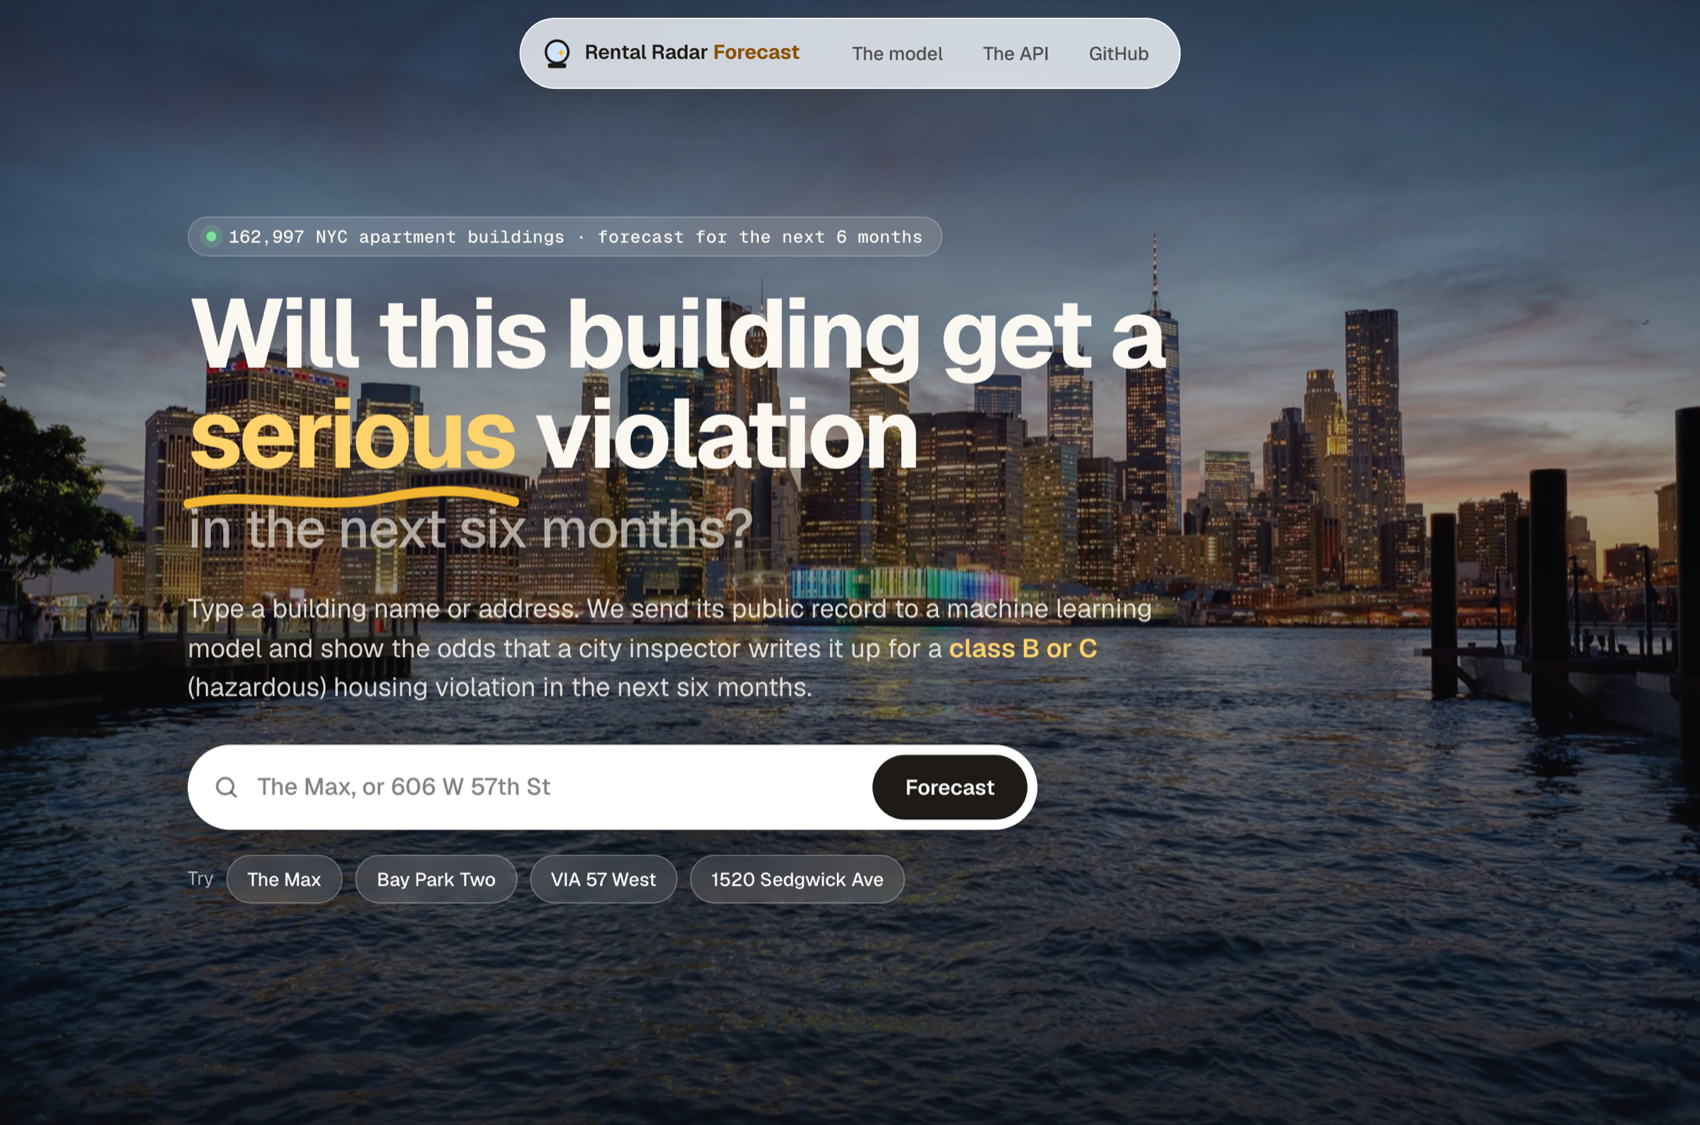 Rental Radar Forecast
The model
The API
GitHub
162,997 NYC apartment buildings · forecast for the next 6 months
Will this building get a
serious violation
in the next six months?
Type a building name or address. We send its public record to a machine learning
model and show the odds that a city inspector writes it up for a class B or C
(hazardous) housing violation in the next six months.
The Max, or 606 W 57th St
Forecast
Try
The Max
Bay Park Two
VIA 57 West
1520 Sedgwick Ave